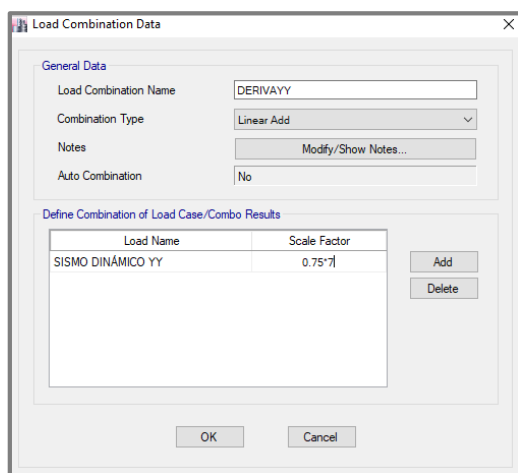 Load Combination Data
General Data
Load Combination Name DERIVAYY
Combination Type Linear Add
Notes Modify/Show Notes...
Auto Combination No
Define Combination of Load Case/Combo Results
Load Name Scale Factor
SISMO DINÁMICO YY 0.75*7
Add
Delete
OK Cancel